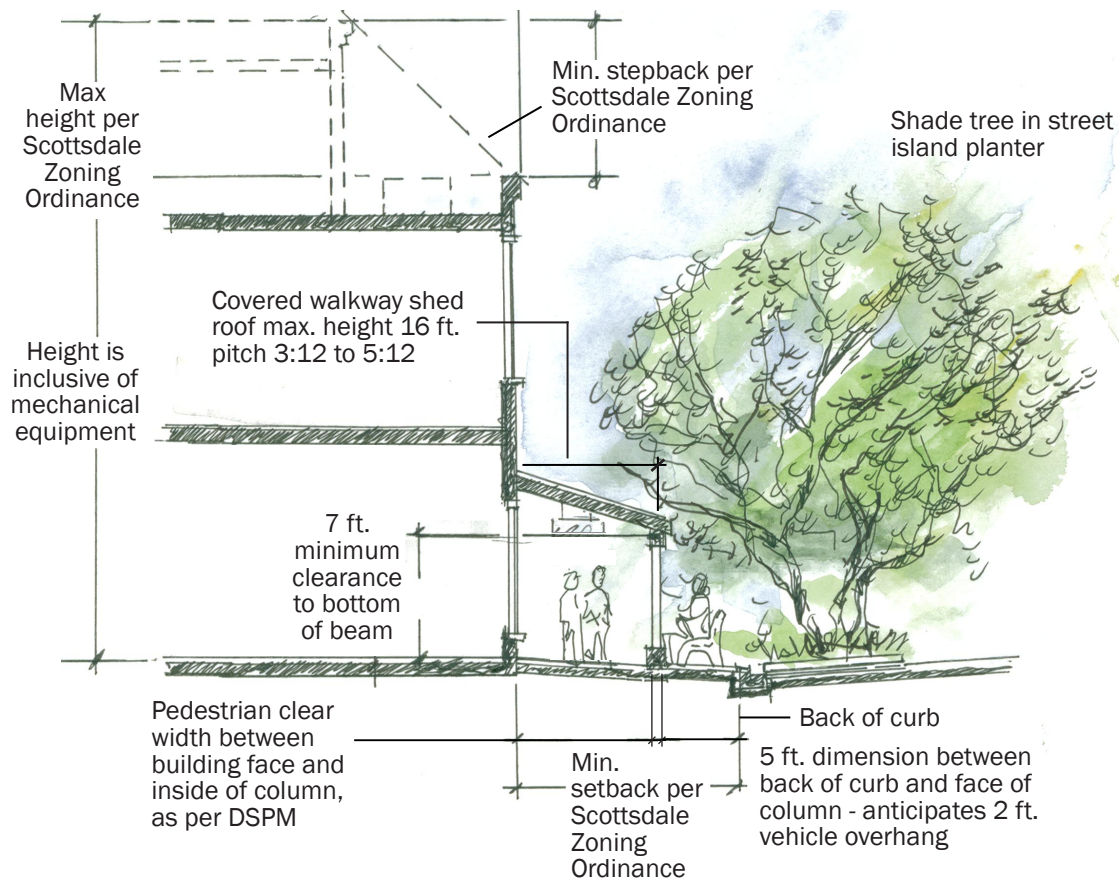 Max
height per
Scottsdale
Zoning
Ordinance
Min. stepback per
Scottsdale Zoning
Ordinance
Shade tree in street
island planter
Covered walkway shed
roof max. height 16 ft.
pitch 3:12 to 5:12
Height is
inclusive of
mechanical
equipment
7 ft.
minimum
clearance
to bottom
of beam
Pedestrian clear
width between
building face and
inside of column,
as per DSPM
Min.
setback per
Scottsdale
Zoning
Ordinance
Back of curb
5 ft. dimension between
back of curb and face of
column - anticipates 2 ft.
vehicle overhang